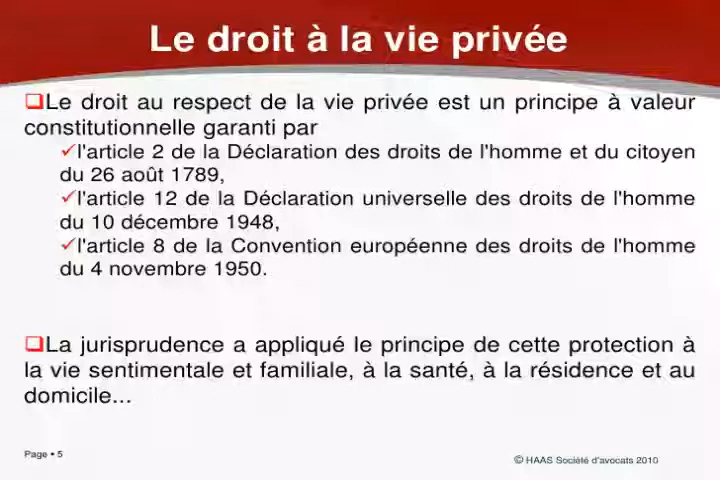 Le droit à la vie privée
❑Le droit au respect de la vie privée est un principe à valeur
constitutionnelle garanti par
✓l'article 2 de la Déclaration des droits de l'homme et du citoyen
du 26 août 1789,
✓l'article 12 de la Déclaration universelle des droits de l'homme
du 10 décembre 1948,
✓l'article 8 de la Convention européenne des droits de l'homme
du 4 novembre 1950.
❑La jurisprudence a appliqué le principe de cette protection à
la vie sentimentale et familiale, à la santé, à la résidence et au
domicile...
Page • 5
© HAAS Société d'avocats 2010